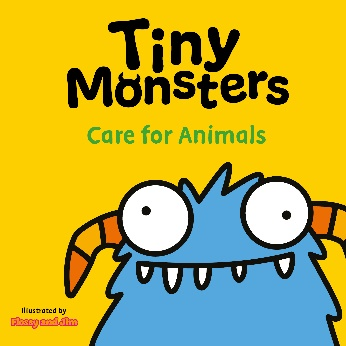 Tiny
Monsters
Care for Animals
Illustrated by
Flossy and Jim